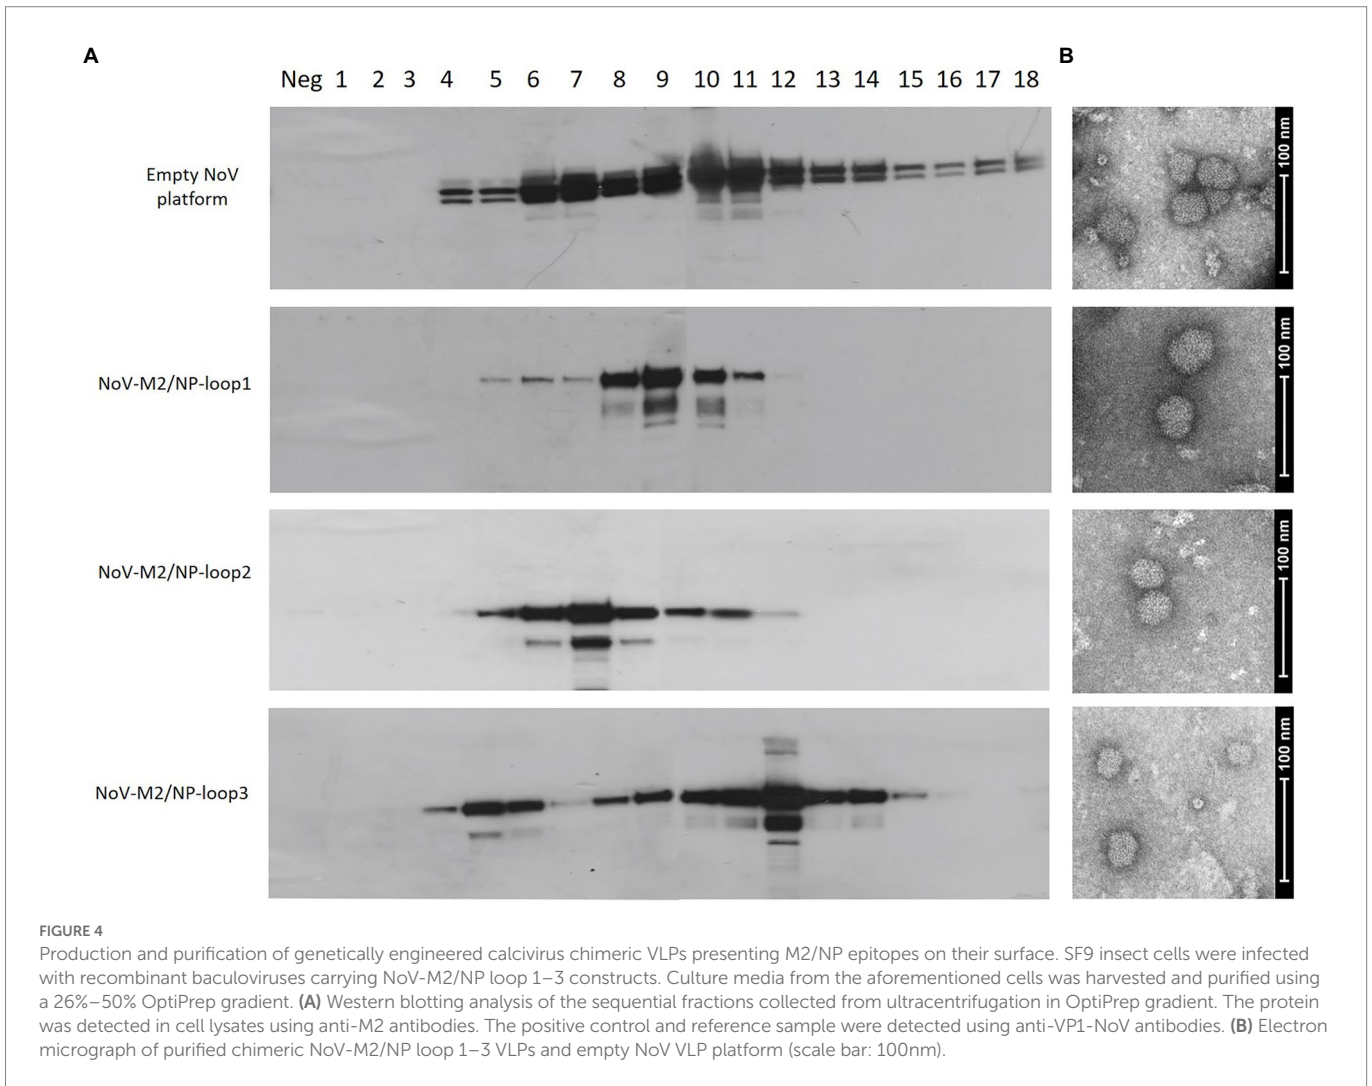 A
B
Neg 1 2 3 4 5 6 7 8 9 10 11 12 13 14 15 16 17 18
Empty NoV
platform
100 nm
NoV-M2/NP-loop1
100 nm
NoV-M2/NP-loop2
100 nm
NoV-M2/NP-loop3
100 nm
FIGURE 4
Production and purification of genetically engineered calcivirus chimeric VLPs presenting M2/NP epitopes on their surface. SF9 insect cells were infected
with recombinant baculoviruses carrying NoV-M2/NP loop 1–3 constructs. Culture media from the aforementioned cells was harvested and purified using
a 26%–50% OptiPrep gradient. (A) Western blotting analysis of the sequential fractions collected from ultracentrifugation in OptiPrep gradient. The protein
was detected in cell lysates using anti-M2 antibodies. The positive control and reference sample were detected using anti-VP1-NoV antibodies. (B) Electron
micrograph of purified chimeric NoV-M2/NP loop 1–3 VLPs and empty NoV VLP platform (scale bar: 100nm).